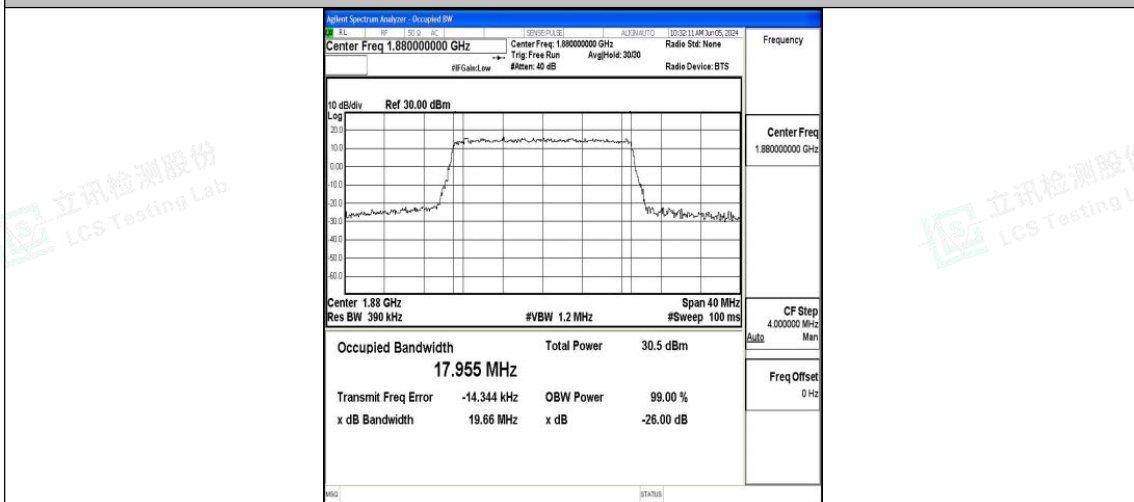 Agilent Spectrum Analyzer - Occupied BW
RL RF 50 Ω AC SENSE:PULSE ALIGNAUTO 10:32:11 AM Jun 05, 2024
Center Freq 1.880000000 GHz
Center Freq: 1.880000000 GHz
Radio Std: None
Trig: Free Run Avg|Hold: 30/30
#IFGain:Low #Atten: 40 dB Radio Device: BTS
Frequency
10 dB/div Ref 30.00 dBm
Log
20.0
10.0
0.00
-10.0
-20.0
-30.0
-40.0
-50.0
-60.0
Center Freq
1.880000000 GHz
Center 1.88 GHz Span 40 MHz
Res BW 390 kHz #VBW 1.2 MHz #Sweep 100 ms
CF Step
4.000000 MHz
Auto Man
Occupied Bandwidth Total Power 30.5 dBm
17.955 MHz
Freq Offset
0 Hz
Transmit Freq Error -14.344 kHz OBW Power 99.00 %
x dB Bandwidth 19.66 MHz x dB -26.00 dB
MSG STATUS
立讯检测股份
LCS Testing Lab
立讯检测股份
LCS Testing L